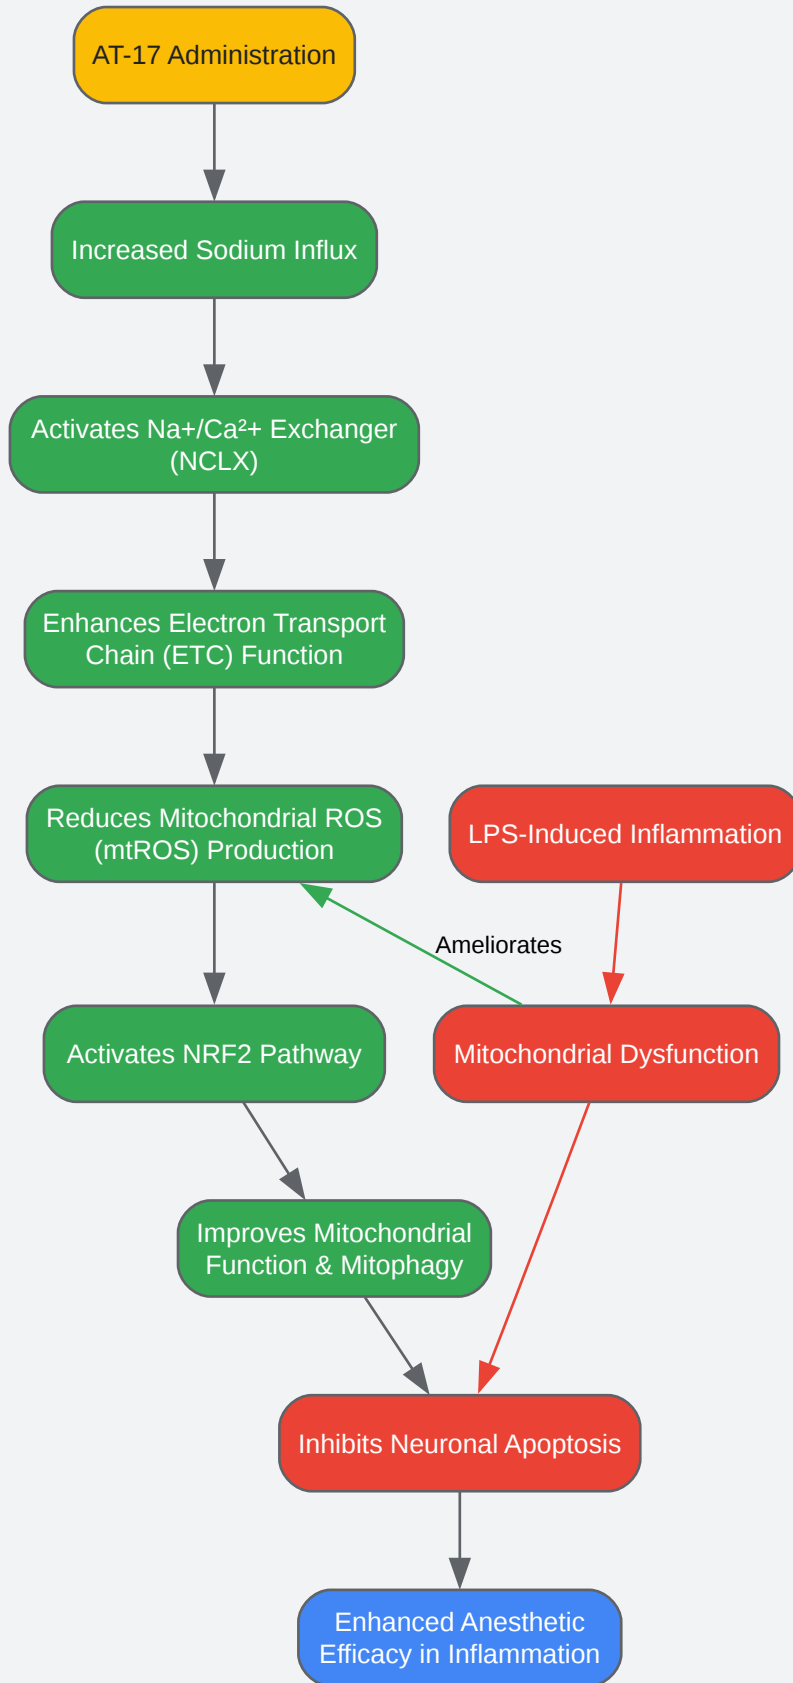 AT-17 Administration
Increased Sodium Influx
Activates Na+/Ca²+ Exchanger
(NCLX)
Enhances Electron Transport
Chain (ETC) Function
Reduces Mitochondrial ROS
(mtROS) Production
LPS-Induced Inflammation
Ameliorates
Activates NRF2 Pathway
Mitochondrial Dysfunction
Improves Mitochondrial
Function & Mitophagy
Inhibits Neuronal Apoptosis
Enhanced Anesthetic
Efficacy in Inflammation